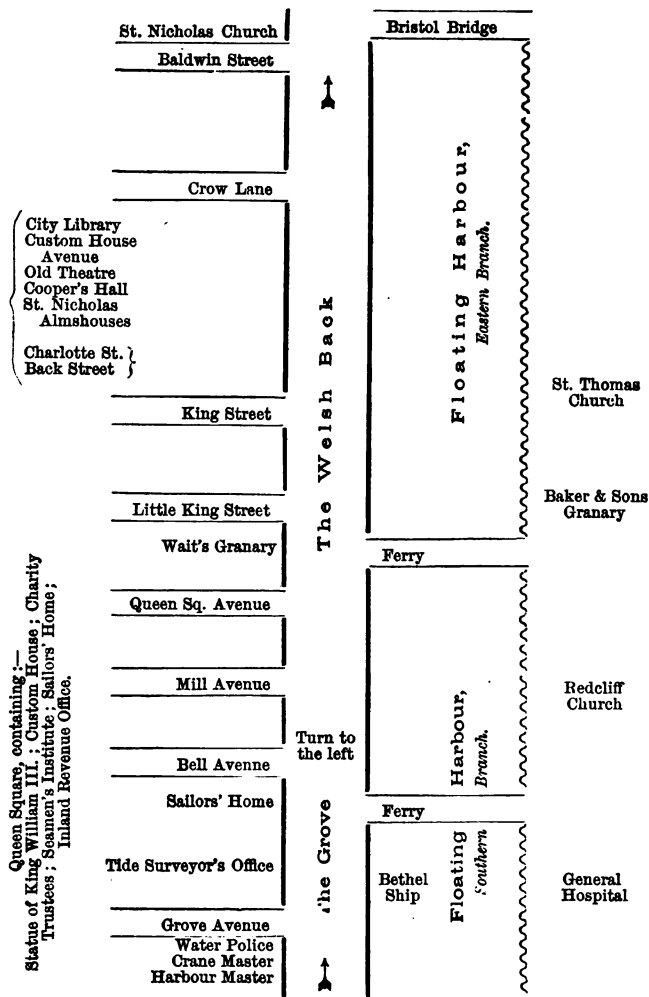 St. Nicholas Church
Baldwin Street
Crow Lane
City Library
Custom House
Avenue
Old Theatre
Cooper's Hall
St. Nicholas
Almshouses
Charlotte St.
Back Street
King Street
Little King Street
Wait's Granary
Queen Sq. Avenue
Mill Avenue
Bell Avenne
Sailors' Home
Tide Surveyor's Office
Grove Avenue
Water Police
Crane Master
Harbour Master
Queen Square, containing:—
Statue of King William III.; Custom House; Charity
Trustees; Seamen's Institute; Sailors' Home;
Inland Revenue Office.
The Welsh Back
Turn to
the left
The Grove
Bristol Bridge
Floating Harbour,
Eastern Branch.
Ferry
Floating Harbour,
Southern Branch.
Ferry
Bethel
Ship
St. Thomas
Church
Baker & Sons
Granary
Redcliff
Church
General
Hospital